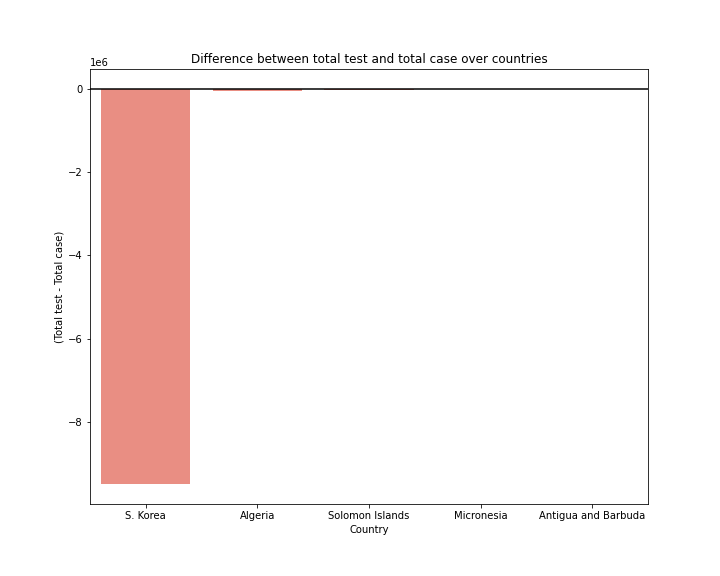 Difference between total test and total case over countries
1e6
0
−2
−4
−6
−8
(Total test - Total case)
S. Korea
Algeria
Solomon Islands
Micronesia
Antigua and Barbuda
Country